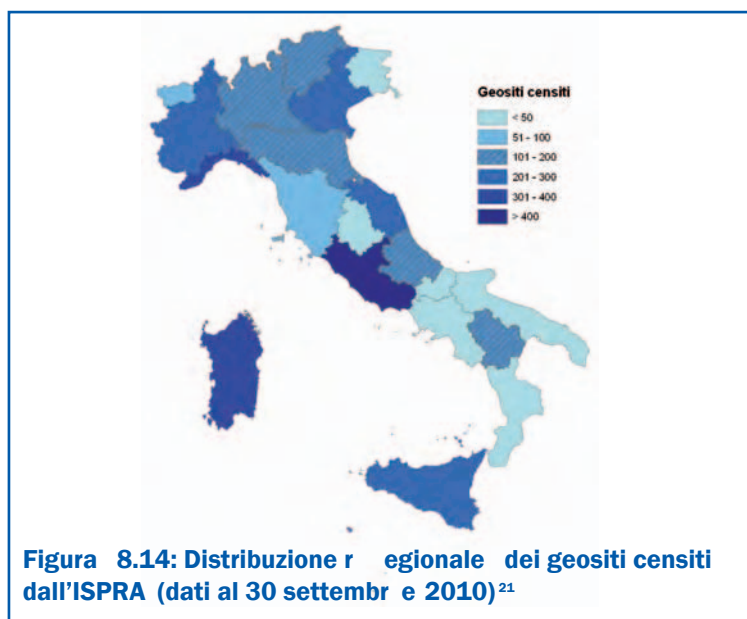 Geositi censiti
< 50
51 - 100
101 - 200
201 - 300
301 - 400
> 400
Figura 8.14: Distribuzione r egionale dei geositi censiti
dall'ISPRA (dati al 30 settembr e 2010)²¹